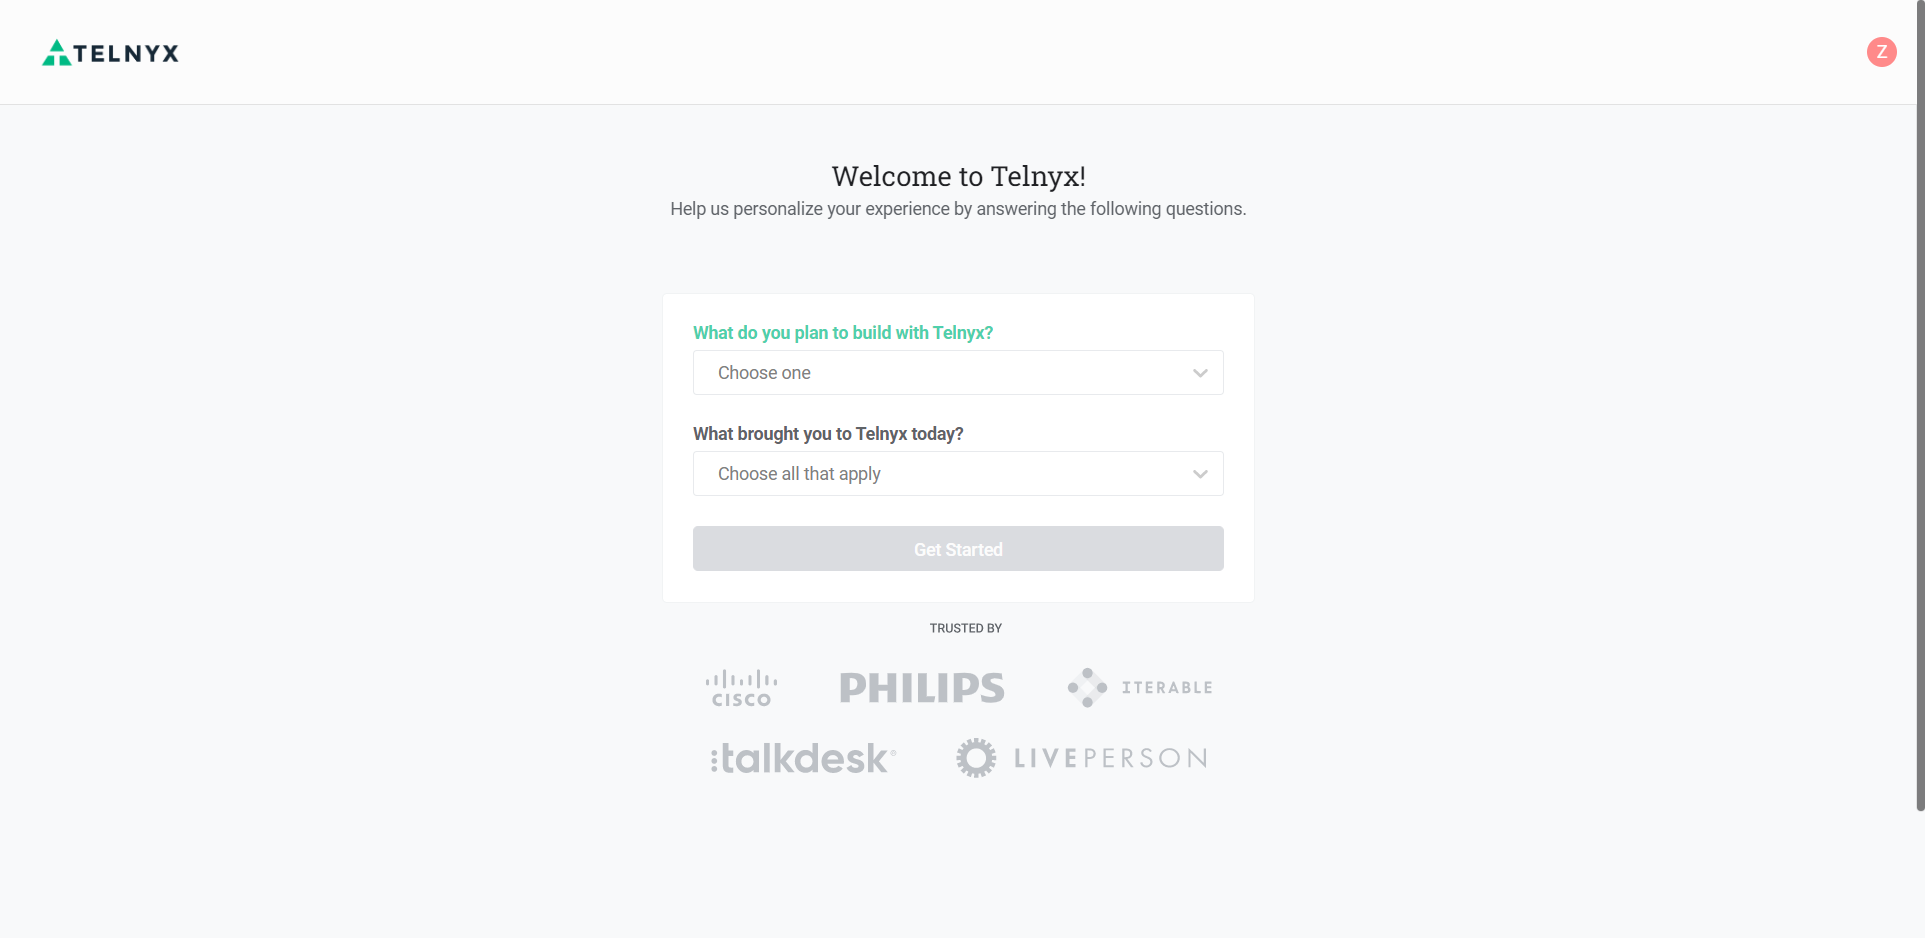 TELNYX
Z
Welcome to Telnyx!
Help us personalize your experience by answering the following questions.
What do you plan to build with Telnyx?
Choose one
What brought you to Telnyx today?
Choose all that apply
Get Started
TRUSTED BY
CISCO
PHILIPS
ITERABLE
talkdesk®
LIVEPERSON